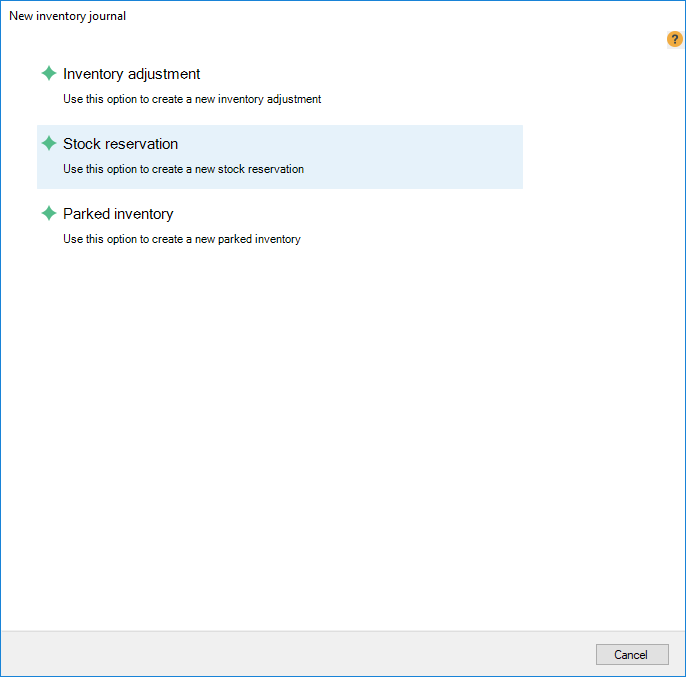 New inventory journal
?
Inventory adjustment
Use this option to create a new inventory adjustment
Stock reservation
Use this option to create a new stock reservation
Parked inventory
Use this option to create a new parked inventory
Cancel